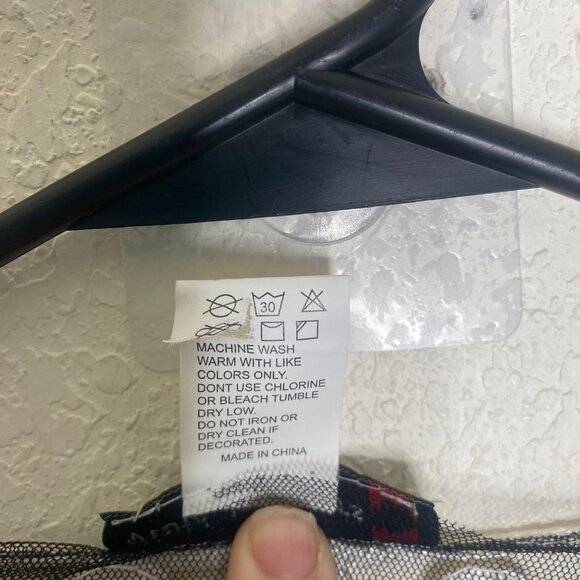 30
MACHINE WASH
WARM WITH LIKE
COLORS ONLY.
DONT USE CHLORINE
OR BLEACH TUMBLE
DRY LOW.
DO NOT IRON OR
DRY CLEAN IF
DECORATED.
MADE IN CHINA